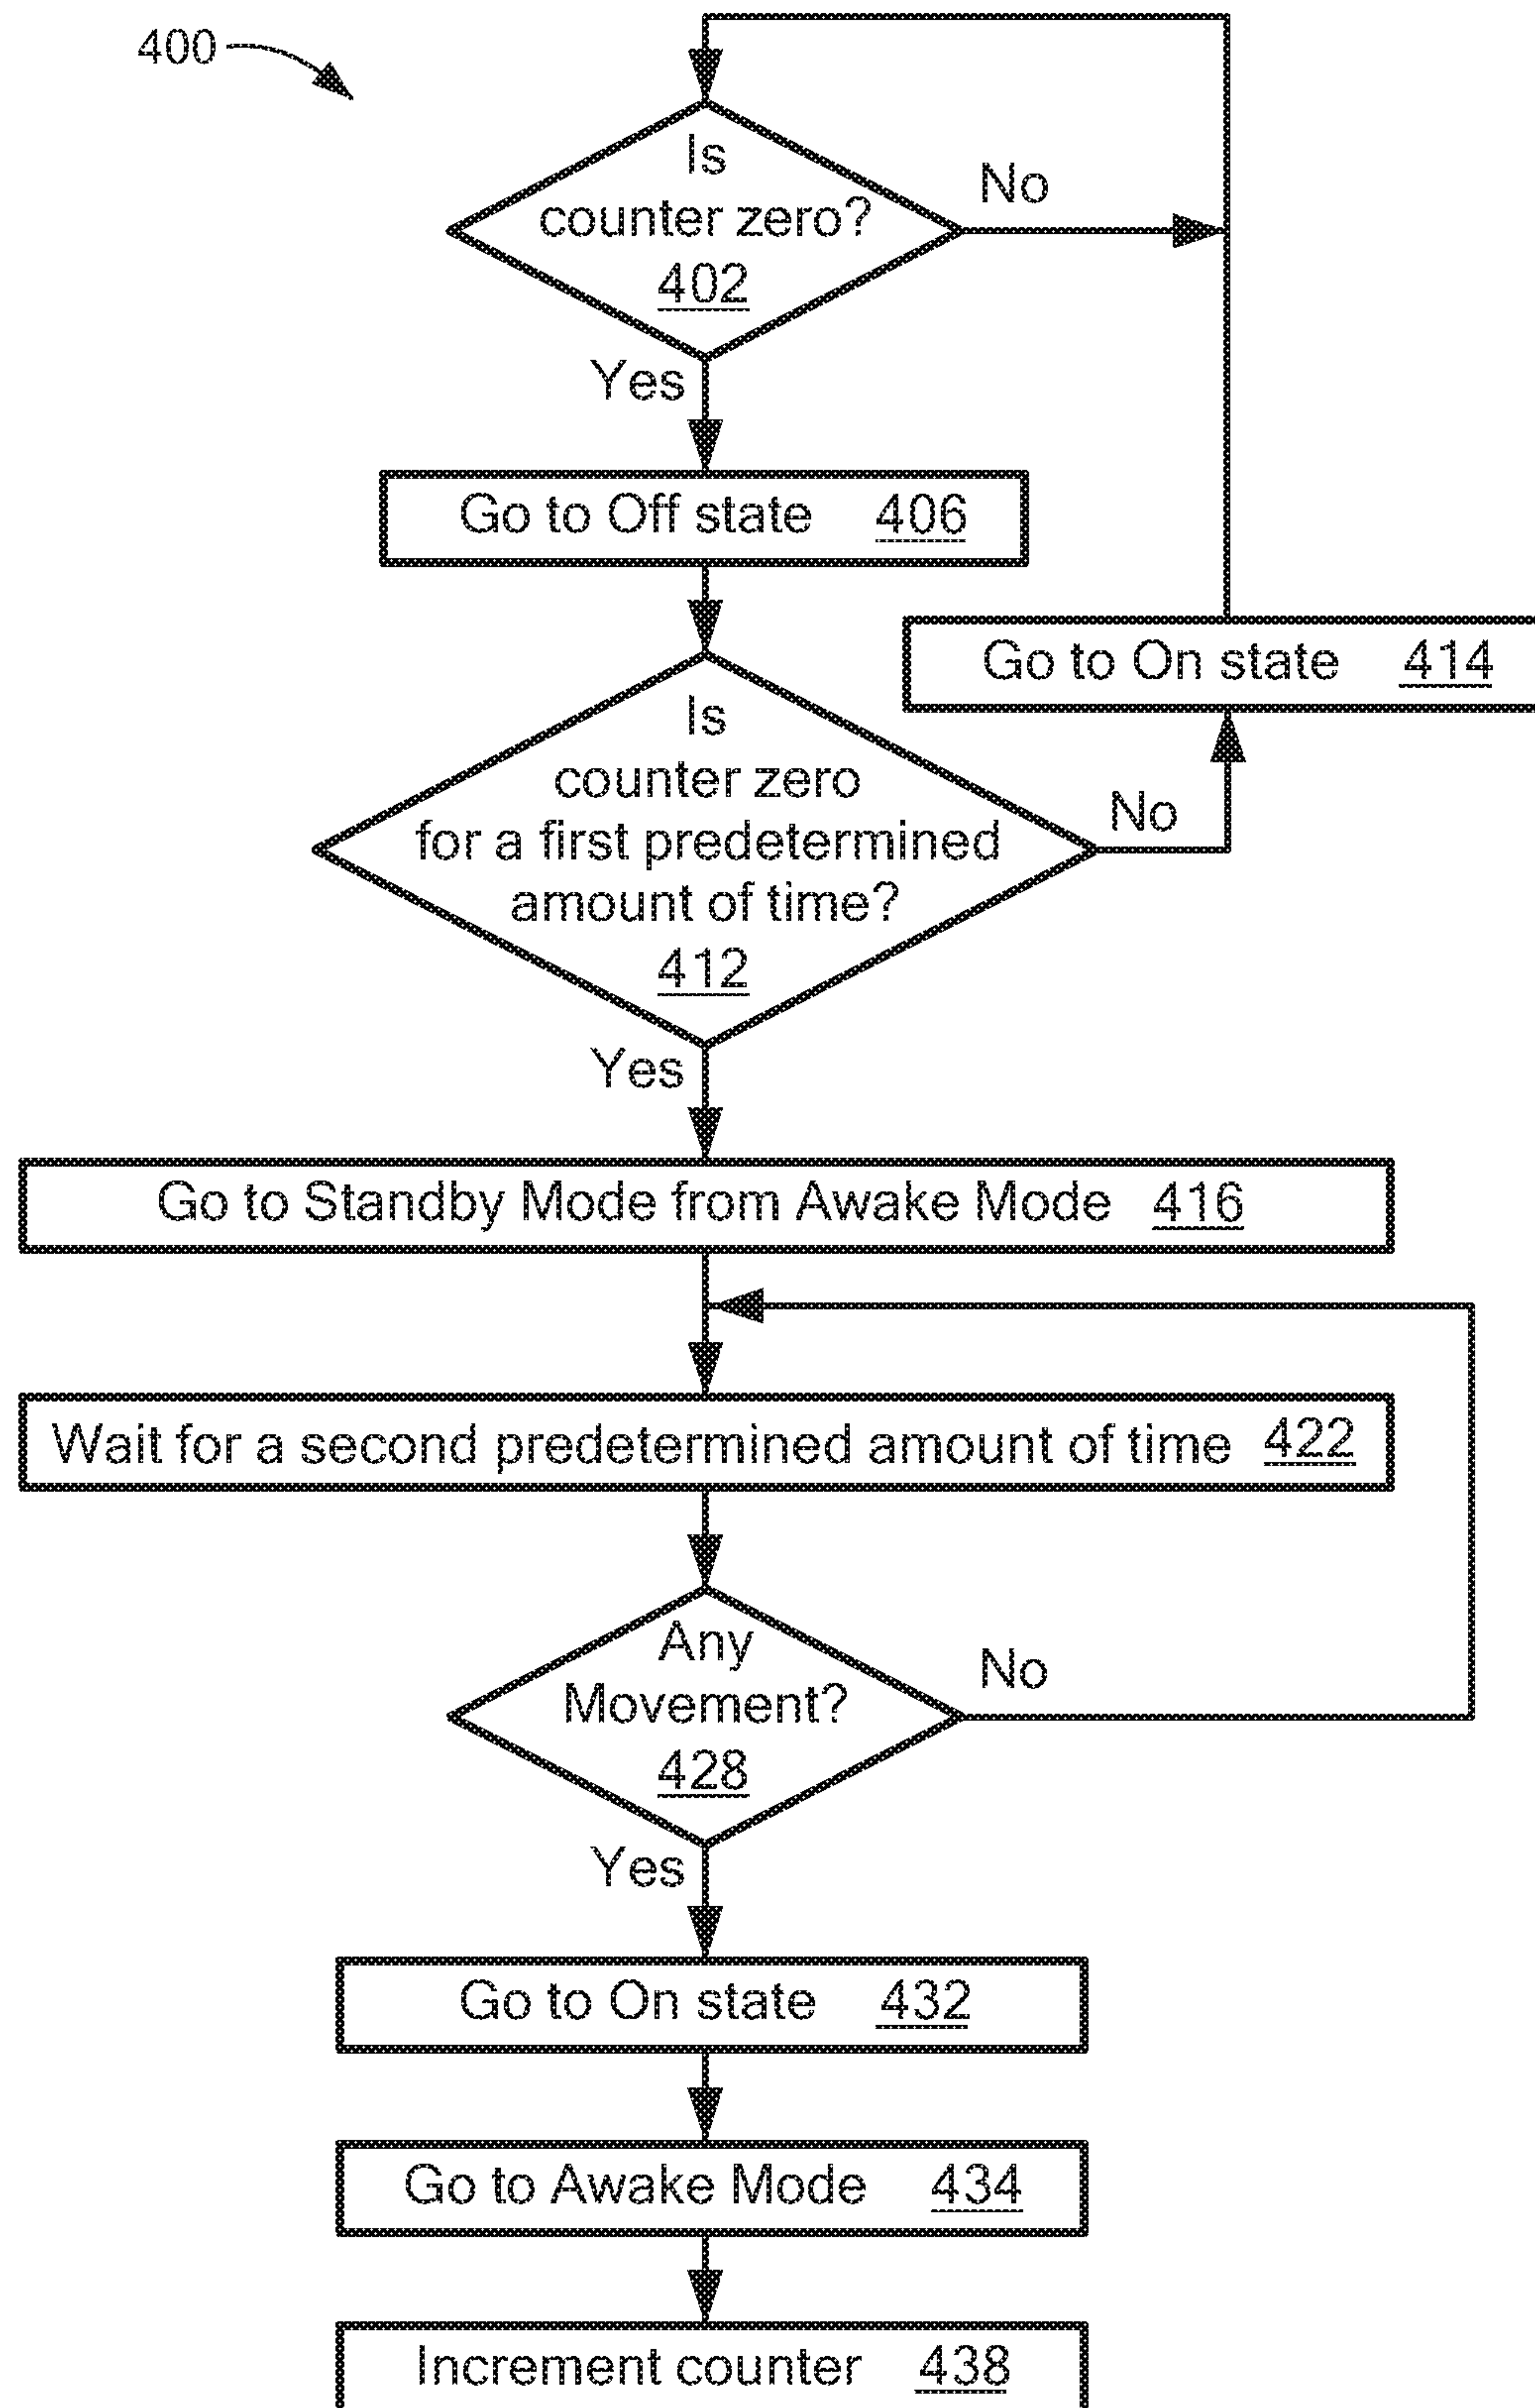 400
Is
counter zero?
402
No
Yes
Go to Off state 406
Go to On state 414
Is
counter zero
for a first predetermined
amount of time?
412
No
Yes
Go to Standby Mode from Awake Mode 416
Wait for a second predetermined amount of time 422
Any
Movement?
428
No
Yes
Go to On state 432
Go to Awake Mode 434
Increment counter 438